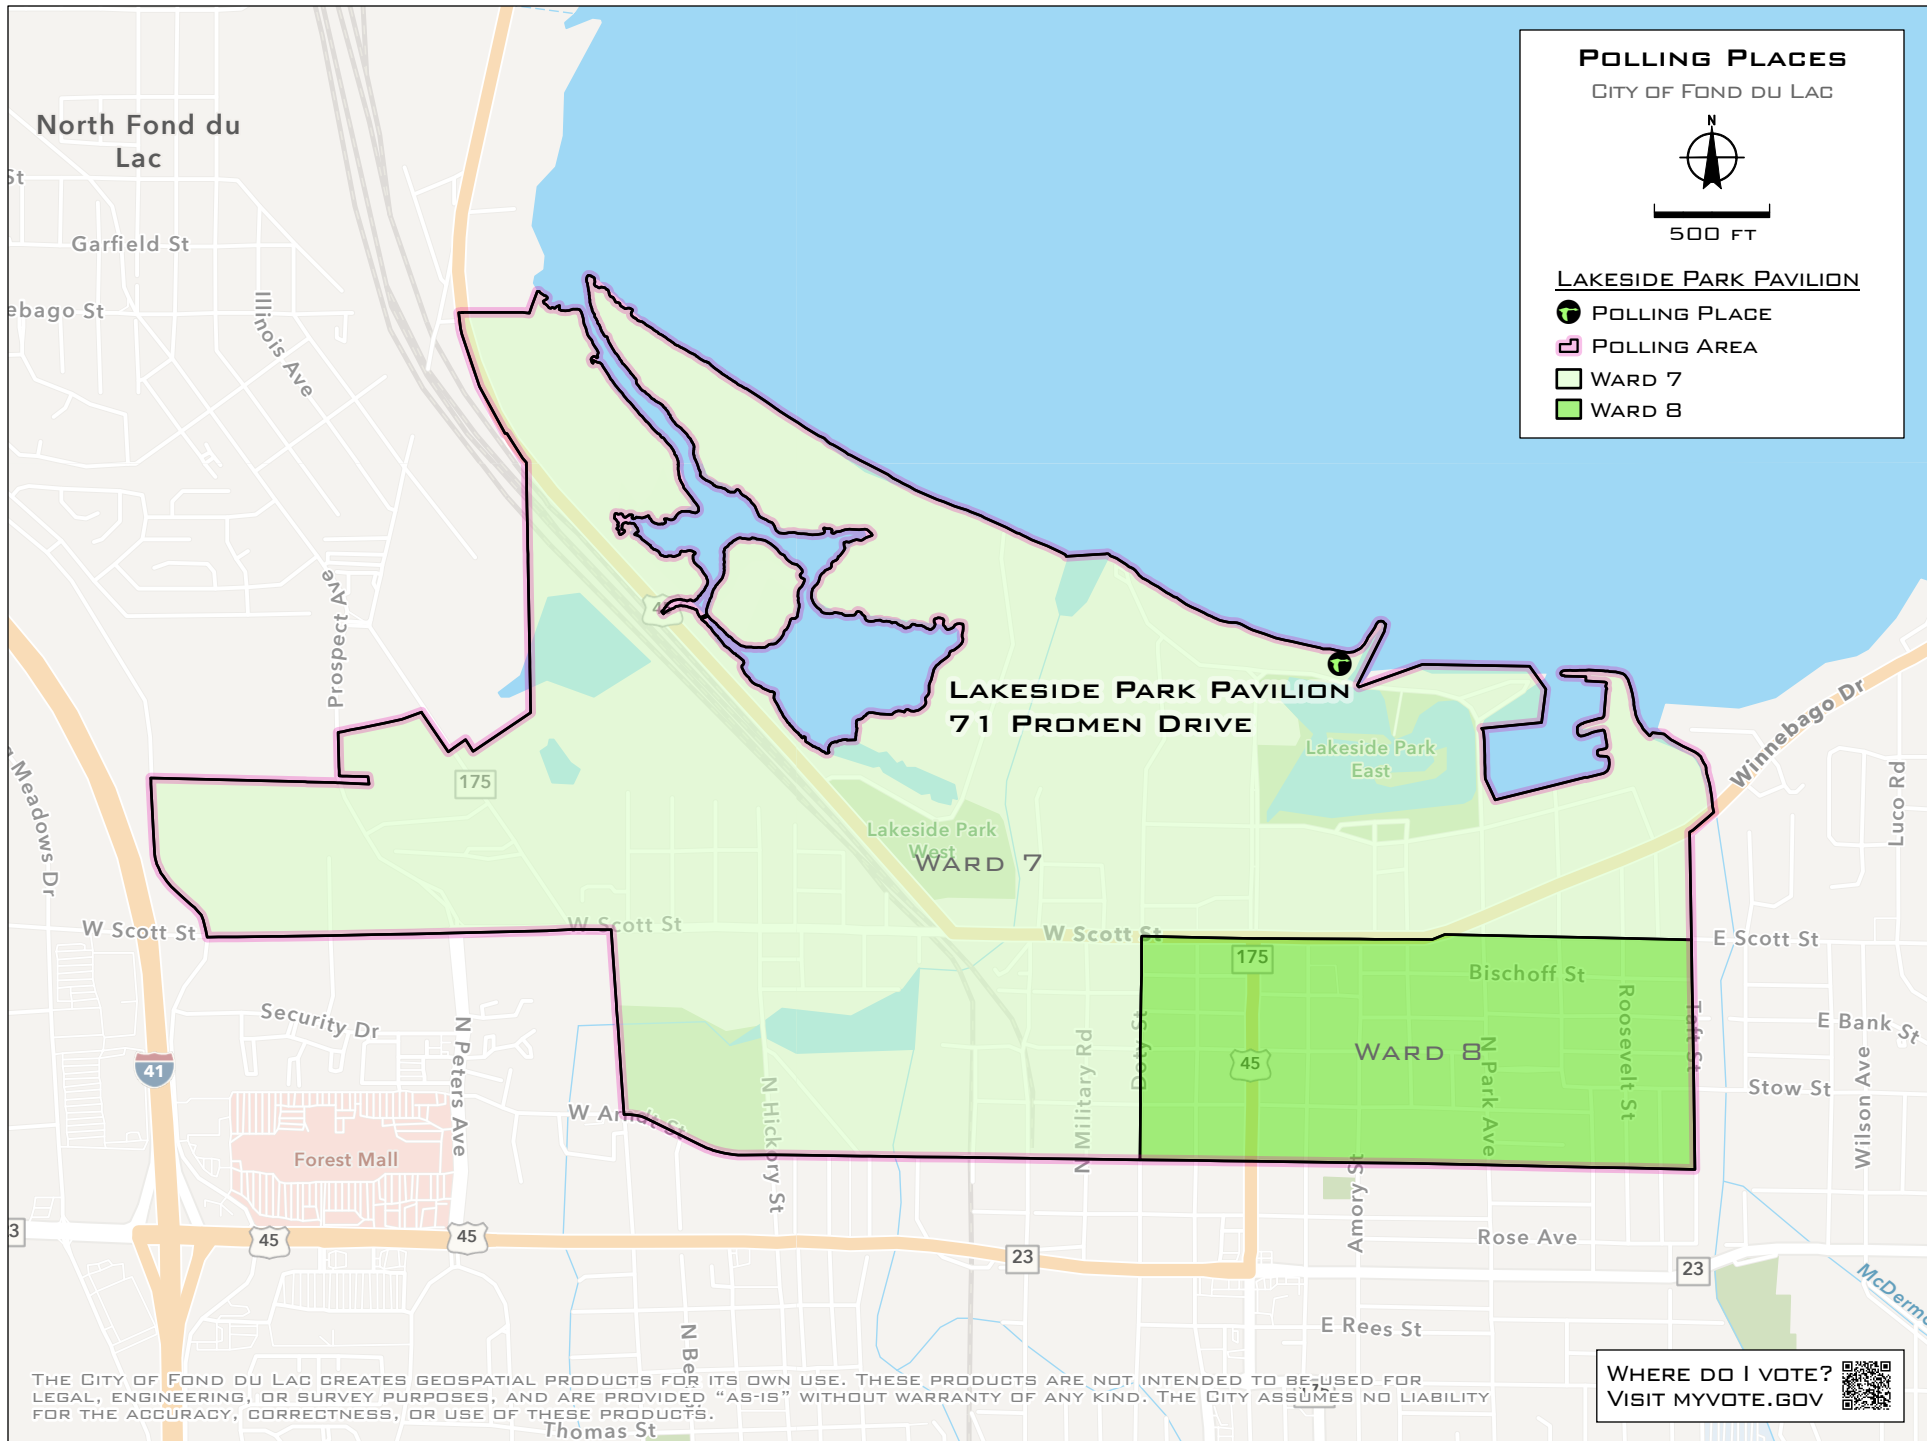 POLLING PLACES
CITY OF FOND DU LAC
N
500 FT
LAKESIDE PARK PAVILION
POLLING PLACE
POLLING AREA
WARD 7
WARD 8
North Fond du
Lac
St
Garfield St
ebago St
Illinois Ave
Prospect Ave
Meadows Dr
175
LAKESIDE PARK PAVILION
71 PROMEN DRIVE
Lakeside Park
East
Lakeside Park
West
WARD 7
Winnebago Dr
Luco Rd
W Scott St
W Scott St
W Scott St
E Scott St
175
Bischoff St
Roosevelt St
Taft St
E Bank St
Security Dr
N Peters Ave
N Hickory St
N Military Rd
Doty St
WARD 8
45
N Park Ave
Stow St
Wilson Ave
41
W Arndt St
Forest Mall
Amory St
Rose Ave
3
45
45
23
23
E Rees St
THE CITY OF FOND DU LAC CREATES GEOSPATIAL PRODUCTS FOR ITS OWN USE. THESE PRODUCTS ARE NOT INTENDED TO BE USED FOR
LEGAL, ENGINEERING, OR SURVEY PURPOSES, AND ARE PROVIDED “AS-IS” WITHOUT WARRANTY OF ANY KIND. THE CITY ASSUMES NO LIABILITY
FOR THE ACCURACY, CORRECTNESS, OR USE OF THESE PRODUCTS.
Thomas St
WHERE DO I VOTE?
VISIT MYVOTE.GOV